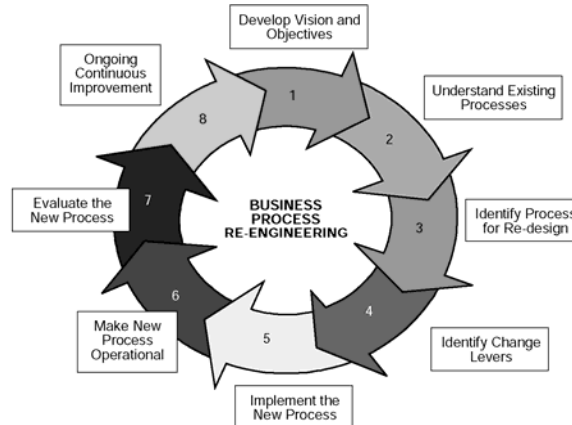 Develop Vision and
Objectives
1
Understand Existing
Processes
2
Identify Process
for Re-design
3
Identify Change
Levers
4
Implement the
New Process
5
Make New
Process
Operational
6
Evaluate the
New Process
7
Ongoing
Continuous
Improvement
8
BUSINESS
PROCESS
RE-ENGINEERING